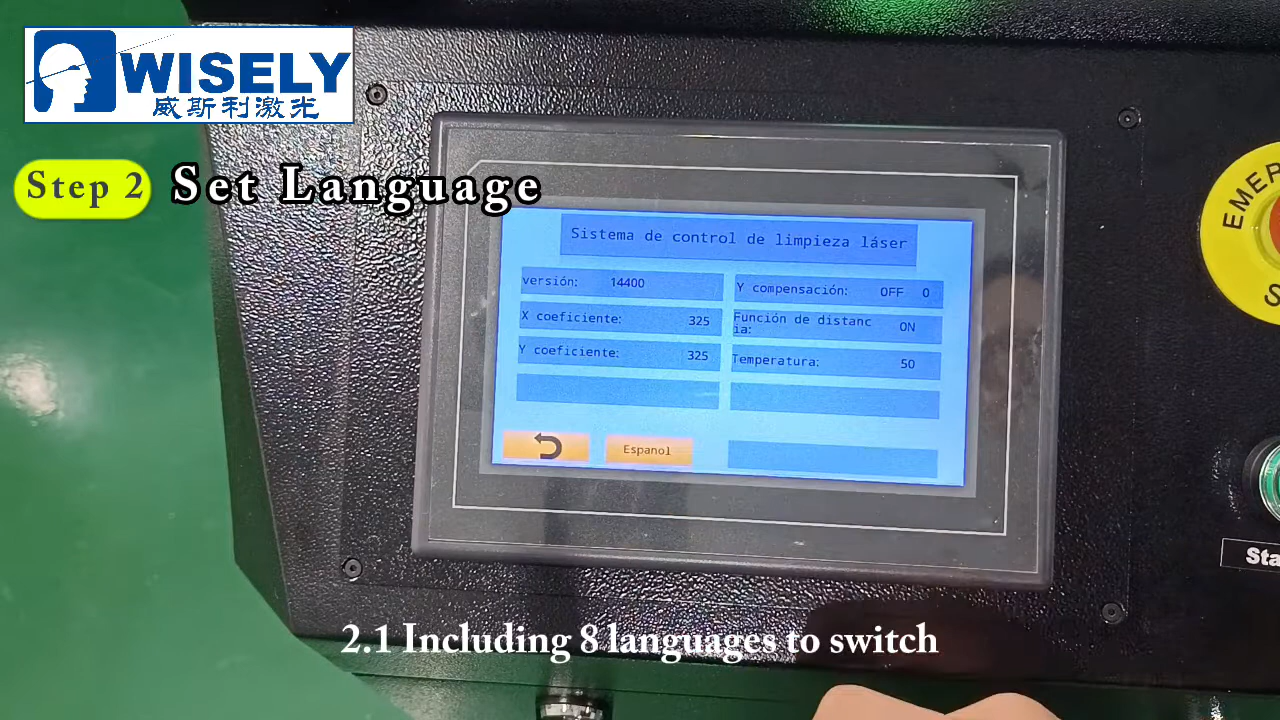 WISELY
威斯利激光
Step 2 Set Language
Sistema de control de limpieza láser
versión: 14400
Y compensación: OFF 0
X coeficiente: 325
Función de distanc
ia: ON
Y coeficiente: 325
Temperatura: 50
Espanol
2.1 Including 8 languages to switch